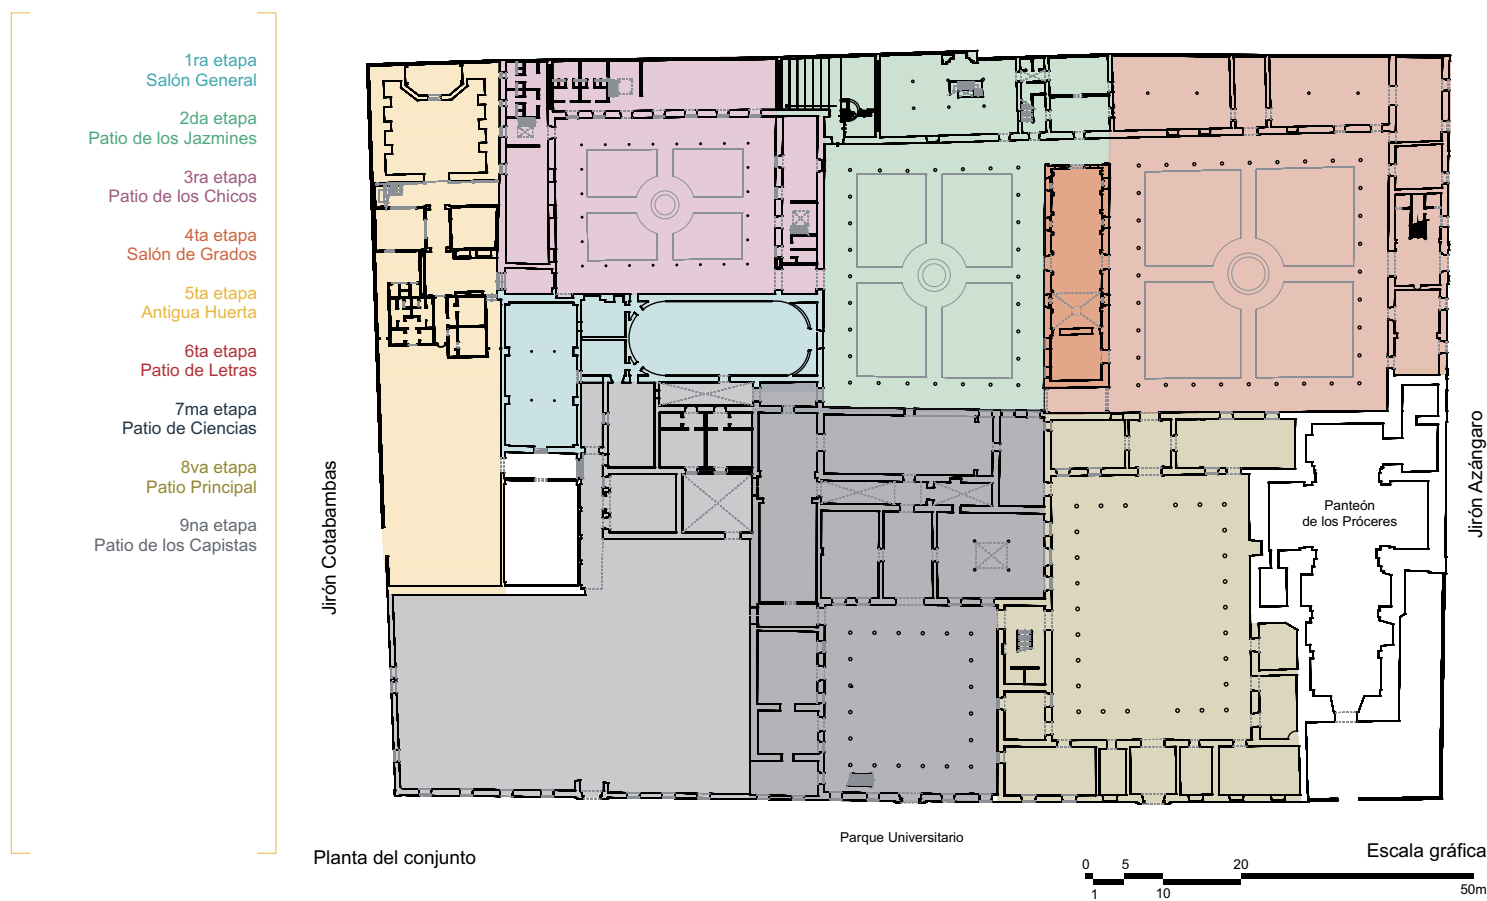 1ra etapa
Salón General
2da etapa
Patio de los Jazmines
3ra etapa
Patio de los Chicos
4ta etapa
Salón de Grados
5ta etapa
Antigua Huerta
6ta etapa
Patio de Letras
7ma etapa
Patio de Ciencias
8va etapa
Patio Principal
9na etapa
Patio de los Capistas
Jirón Cotabambas
Panteón
de los Próceres
Jirón Azángaro
Parque Universitario
Planta del conjunto
Escala gráfica
0 5 20
1 10 50m